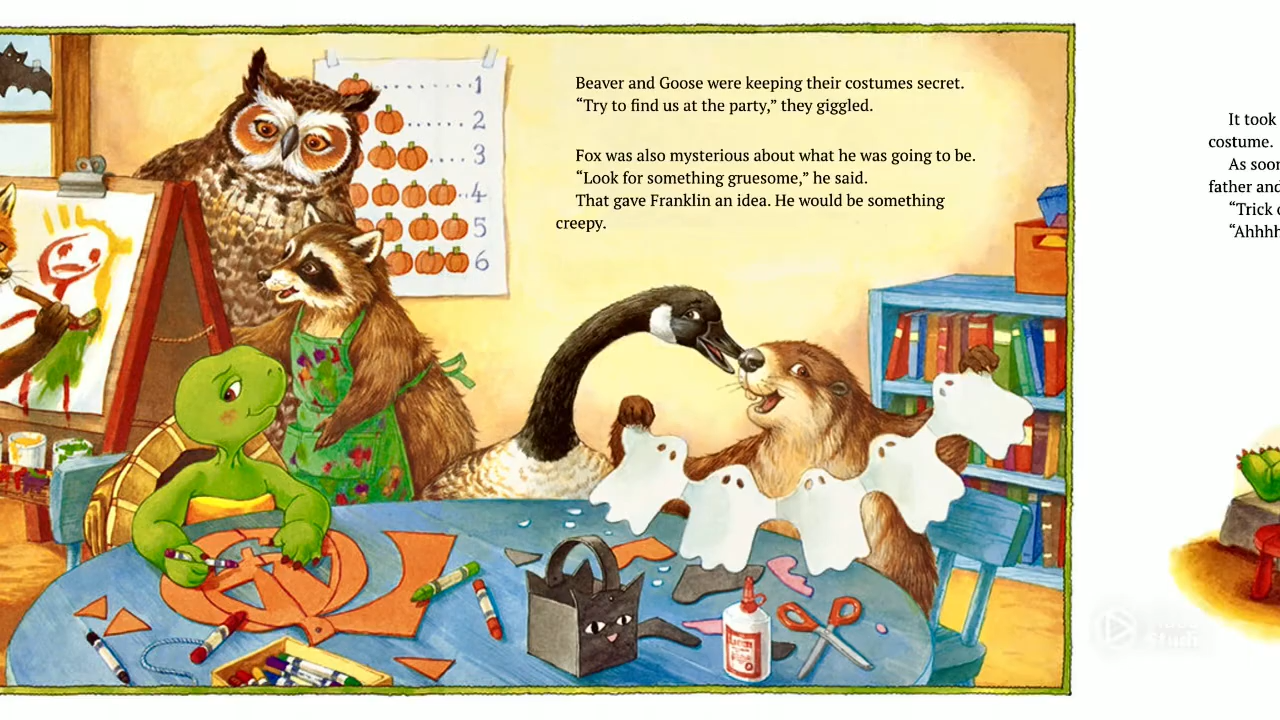 Beaver and Goose were keeping their costumes secret.
“Try to find us at the party,” they giggled.
Fox was also mysterious about what he was going to be.
“Look for something gruesome,” he said.
That gave Franklin an idea. He would be something
creepy.
1
2
3
4
5
6
It took
costume.
As soon
father and
“Trick
“Ahhhh